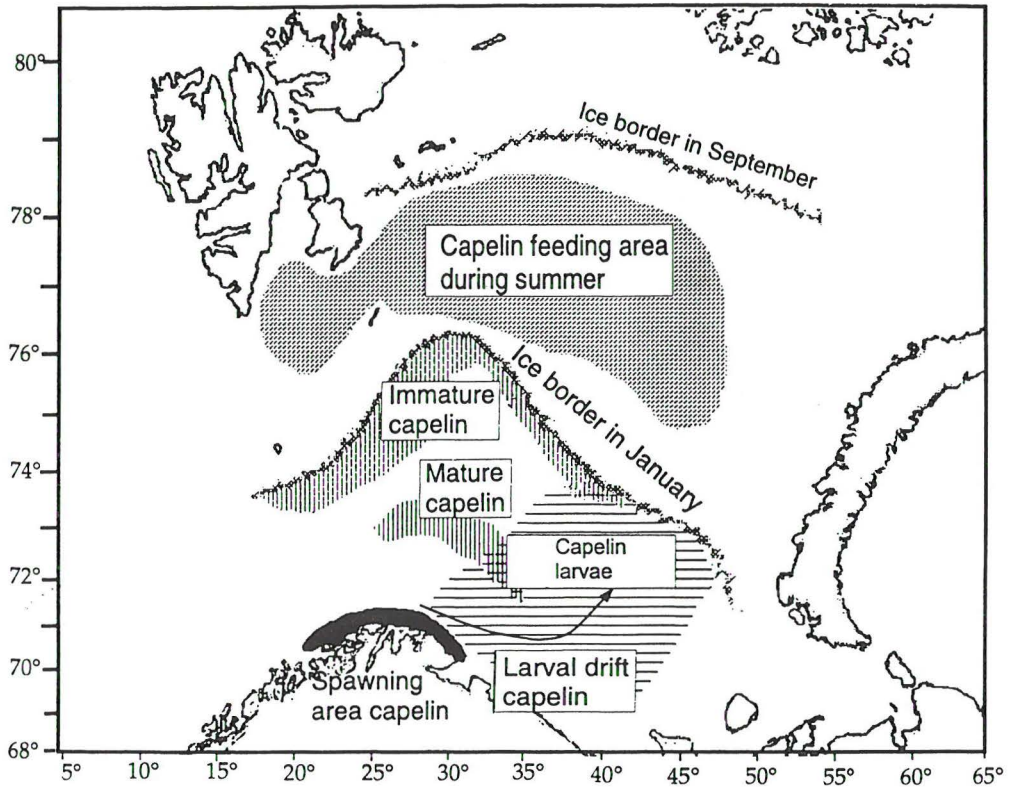 80°
Ice border in September
78°
Capelin feeding area
during summer
76°
Ice border in January
Immature
capelin
74°
Mature
capelin
Capelin
larvae
72°
70°
Larval drift
capelin
Spawning
area capelin
68°
5° 10° 15° 20° 25° 30° 35° 40° 45° 50° 55° 60° 65°